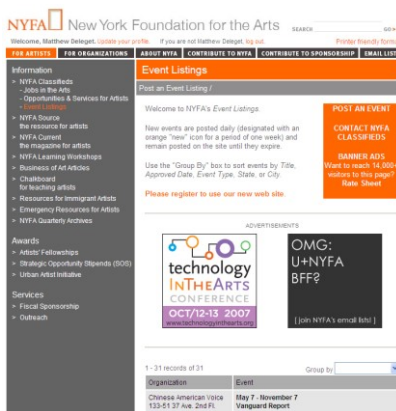 NYFA New York Foundation for the Arts
SEARCH GO
Welcome, Matthew Deleget. Update your profile. If you are not Matthew Deleget, log out.
Printer friendly form
FOR ARTISTS FOR ORGANIZATIONS ABOUT NYFA CONTRIBUTE TO NYFA CONTRIBUTE TO SPONSORSHIP EMAIL LIST
Information
> NYFA Classifieds
- Jobs in the Arts
- Opportunities & Services for Artists
- Event Listings
> NYFA Source
the resource for artists
> NYFA Current
the magazine for artists
> NYFA Learning Workshops
> Business of Art Articles
> Chalkboard
for teaching artists
> Resources for Immigrant Artists
> Emergency Resources for Artists
> NYFA Quarterly Archives
Awards
> Artists' Fellowships
> Strategic Opportunity Stipends (SOS)
> Urban Artist Initiative
Services
> Fiscal Sponsorship
> Outreach
Event Listings
Post an Event Listing /
Welcome to NYFA's Event Listings.
New events are posted daily (designated with an
orange "new" icon for a period of one week) and
remain posted on the site until they expire.
Use the "Group By" box to sort events by Title,
Approved Date, Event Type, State, or City.
Please register to use our new web site.
POST AN EVENT
CONTACT NYFA
CLASSIFIEDS
BANNER ADS
Want to reach 14,000+
visitors to this page?
Rate Sheet
ADVERTISEMENTS
technology
INTHEARTS
CONFERENCE
OCT/12-13 2007
www.technologyinthearts.org
OMG:
U+NYFA
BFF?
[ join NYFA's email lists! ]
1 - 31 records of 31
Group by
Organization Event
Chinese American Voice
133-51 37 Ave. 2nd Fl.
May 7 - November 7
Vanguard Report